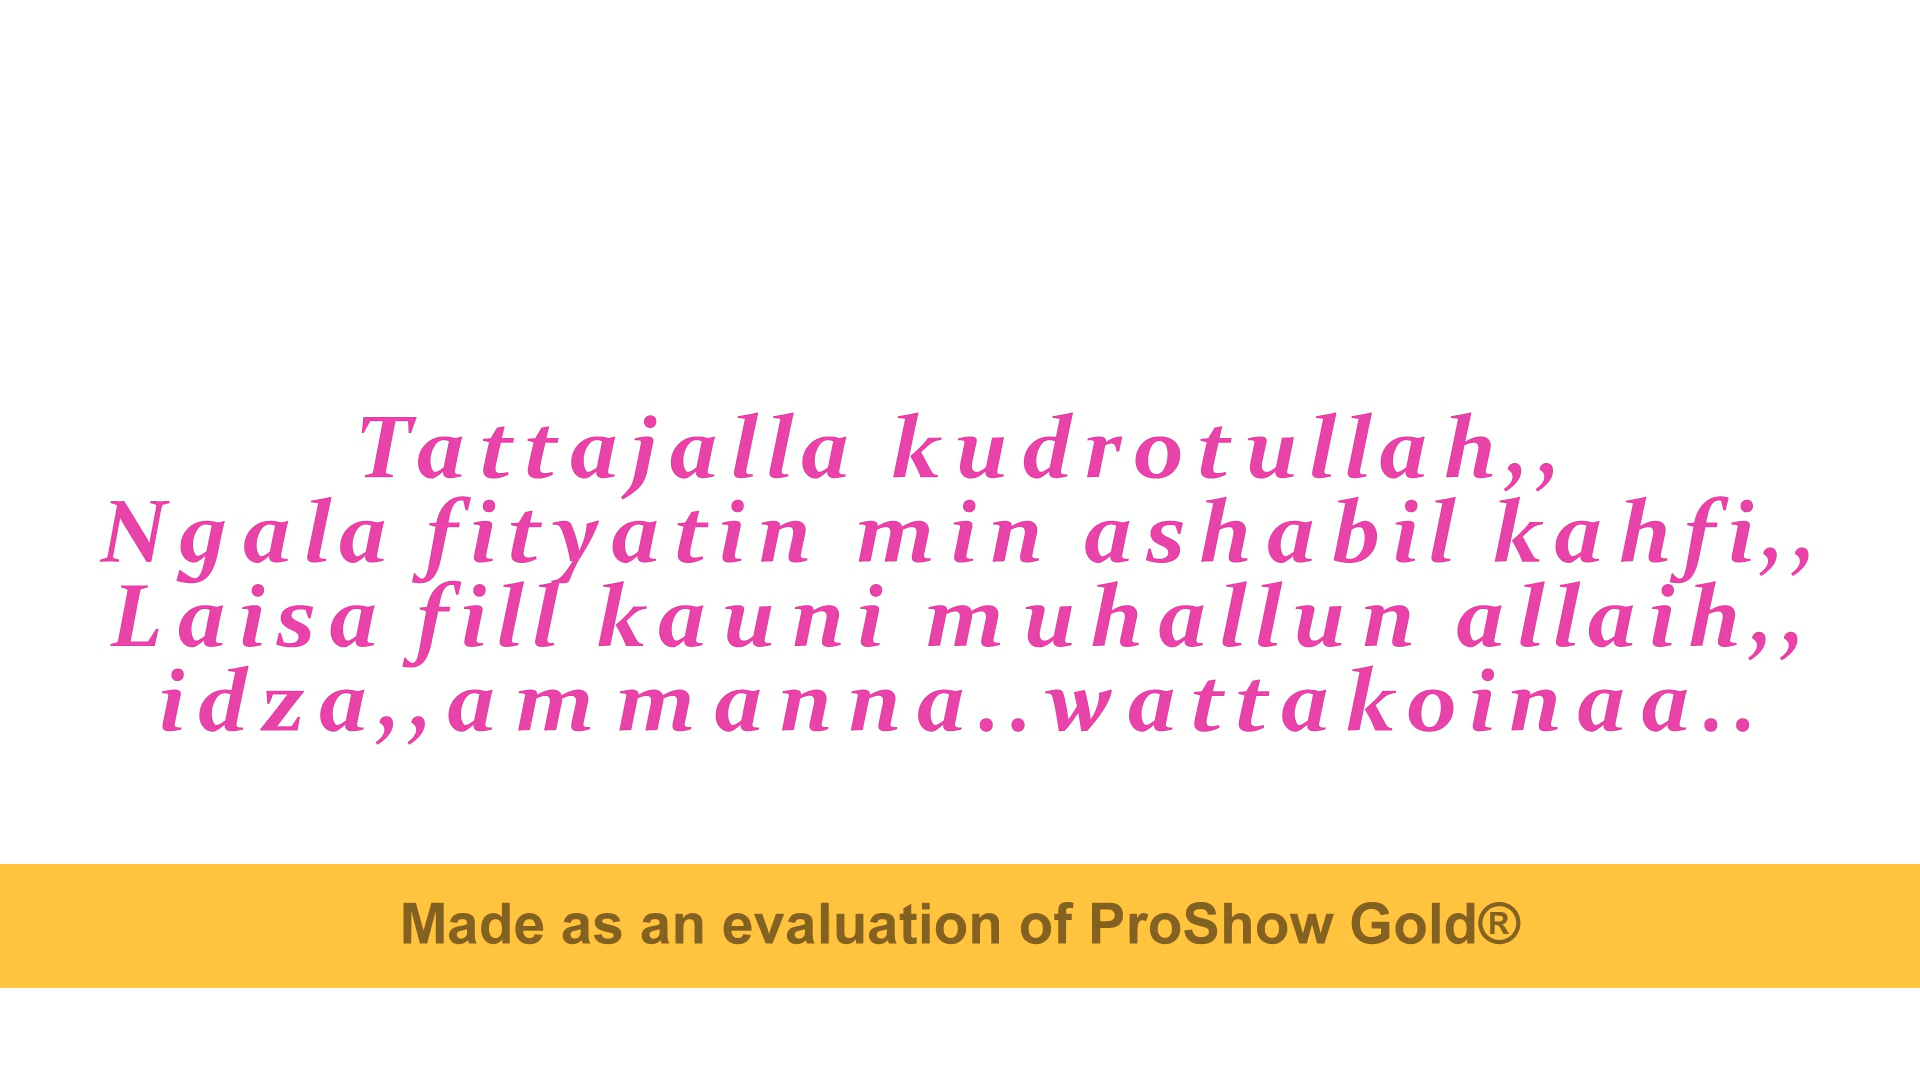 Tattajalla kudrotullah,,
Ngala fityatin min ashabil kahfi,,
Laisa fill kauni muhallun allaih,,
idza,,ammanna..wattakoinaa..
Made as an evaluation of ProShow Gold®